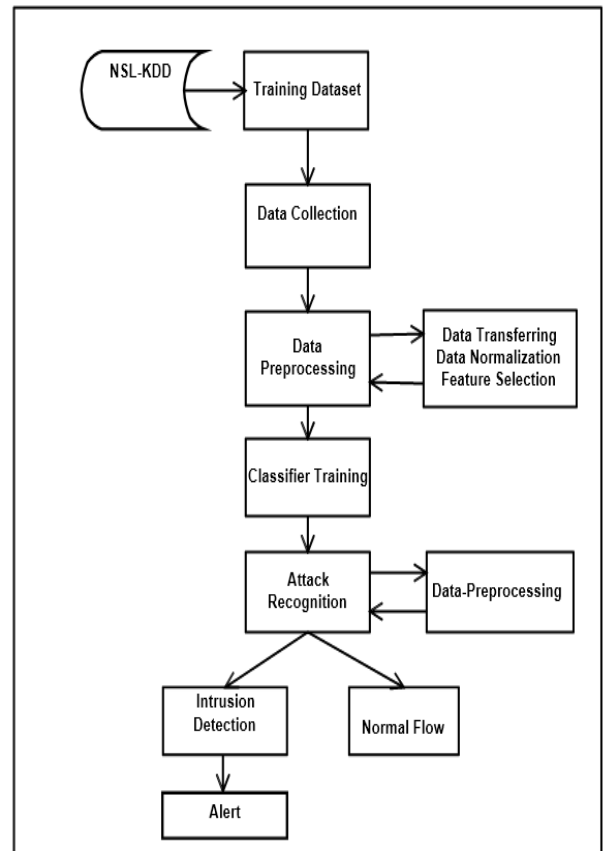 NSL-KDD
Training Dataset
Data Collection
Data
Preprocessing
Data Transferring
Data Normalization
Feature Selection
Classifier Training
Attack
Recognition
Data-Preprocessing
Intrusion
Detection
Normal Flow
Alert